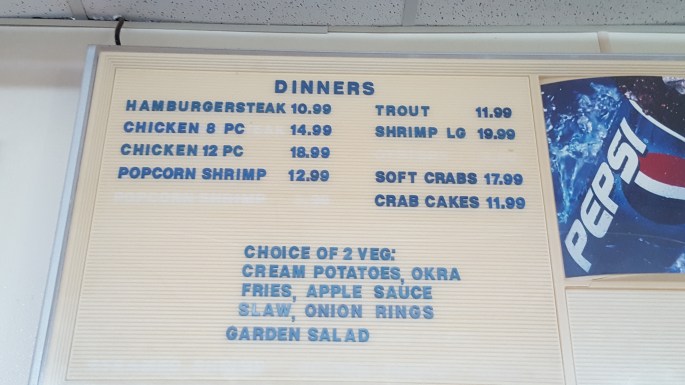 DINNERS
HAMBURGERSTEAK 10.99
CHICKEN 8 PC 14.99
CHICKEN 12 PC 18.99
POPCORN SHRIMP 12.99
TROUT 11.99
SHRIMP LG 19.99
SOFT CRABS 17.99
CRAB CAKES 11.99
CHOICE OF 2 VEG:
CREAM POTATOES, OKRA
FRIES, APPLE SAUCE
SLAW, ONION RINGS
GARDEN SALAD
PEPSI